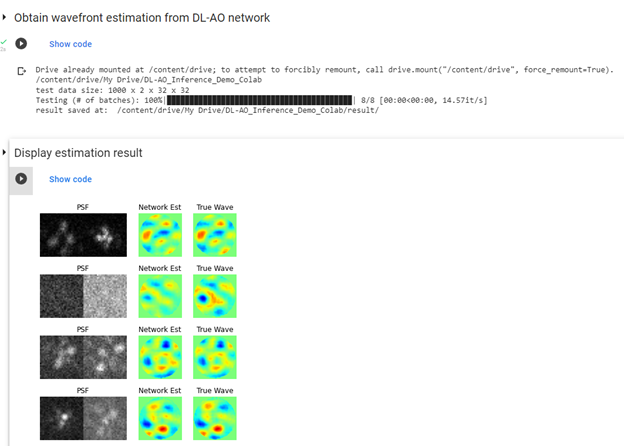 Obtain wavefront estimation from DL-AO network
Show code
2s
Drive already mounted at /content/drive; to attempt to forcibly remount, call drive.mount("/content/drive", force_remount=True).
/content/drive/My Drive/DL-AO_Inference_Demo_Colab
test data size: 1000 x 2 x 32 x 32
Testing (# of batches): 100%| | 8/8 [00:00<00:00, 14.57it/s]
result saved at: /content/drive/My Drive/DL-AO_Inference_Demo_Colab/result/
Display estimation result
Show code
PSF Network Est True Wave
PSF Network Est True Wave
PSF Network Est True Wave
PSF Network Est True Wave